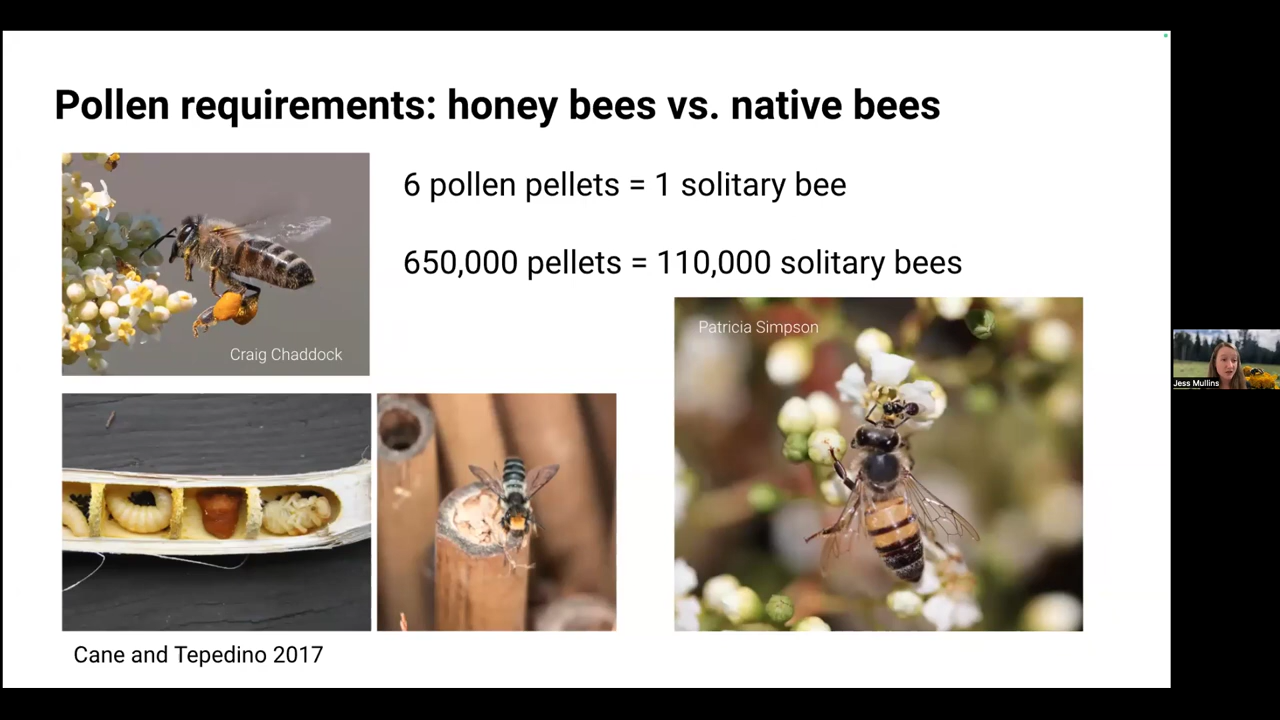 Pollen requirements: honey bees vs. native bees
6 pollen pellets = 1 solitary bee
650,000 pellets = 110,000 solitary bees
Craig Chaddock
Patricia Simpson
Jess Mullins
Cane and Tepedino 2017